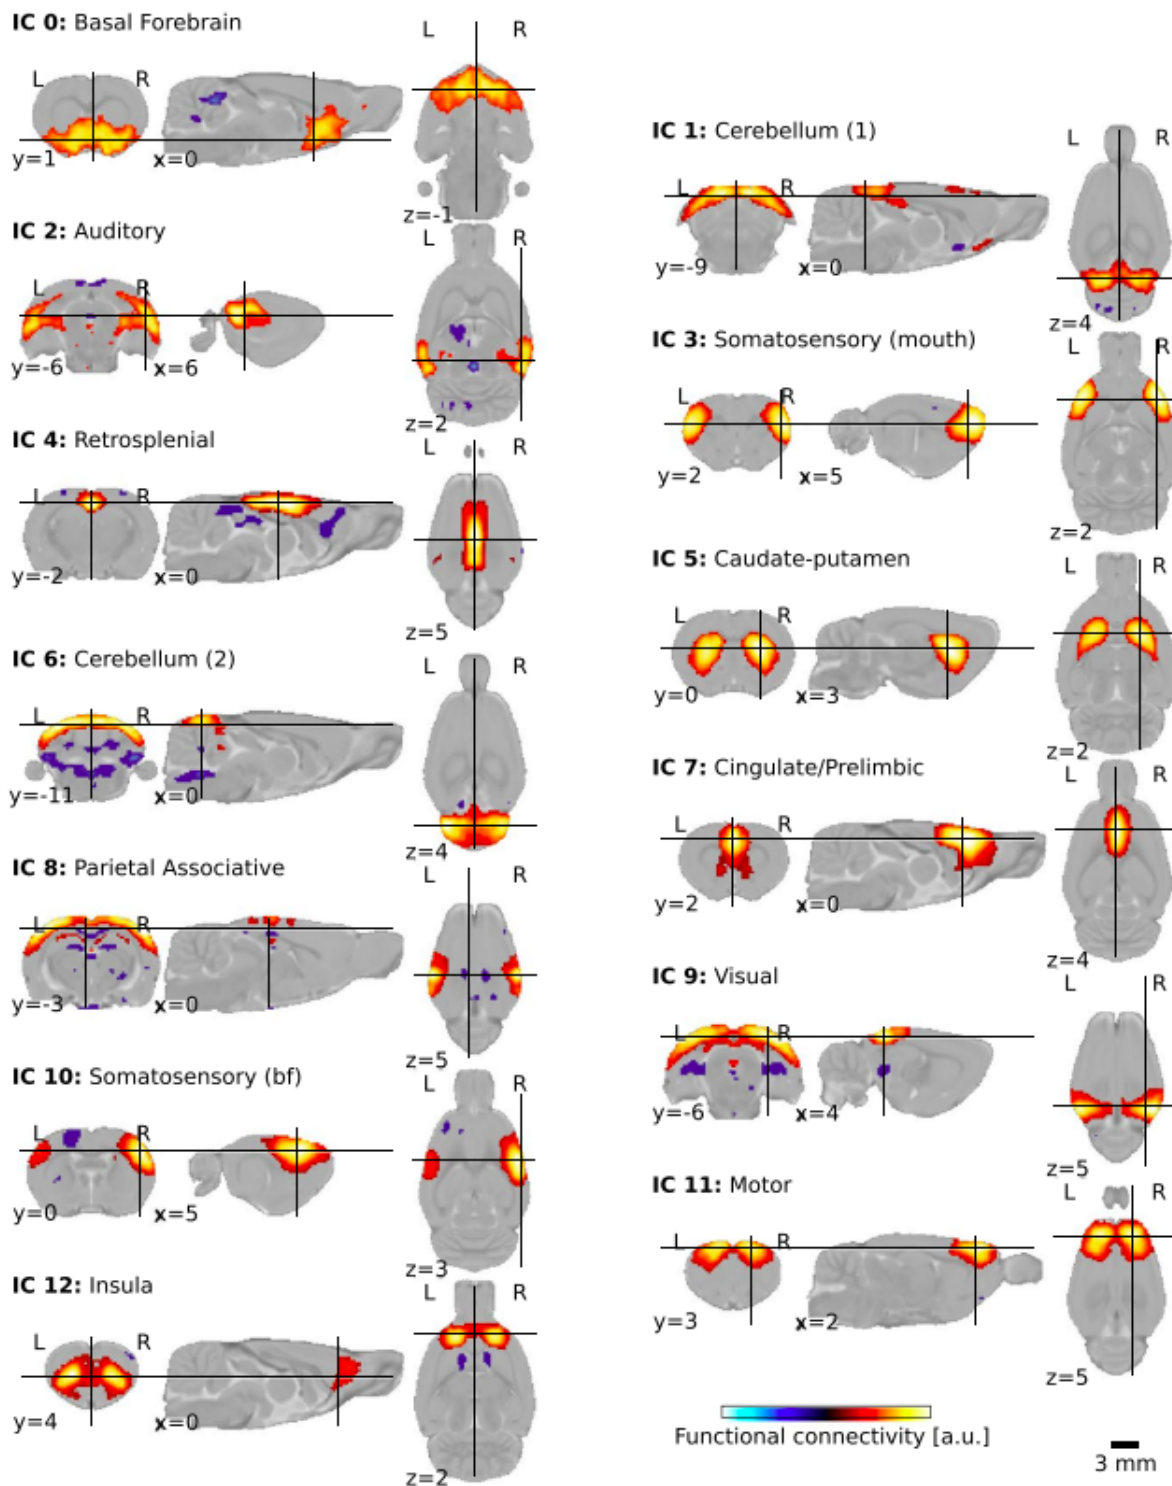 IC 0: Basal Forebrain
L R
L R
y=1 x=0
z=-1
IC 1: Cerebellum (1)
L R
L R
y=-9 x=0
z=4
IC 2: Auditory
L R
L R
y=-6 x=6
z=2
IC 3: Somatosensory (mouth)
L R
L R
y=2 x=5
z=2
IC 4: Retrosplenial
L R
L R
y=-2 x=0
z=5
IC 5: Caudate-putamen
L R
L R
y=0 x=3
z=2
IC 6: Cerebellum (2)
L R
L R
y=-11 x=0
z=4
IC 7: Cingulate/Prelimbic
L R
L R
y=2 x=0
z=4
IC 8: Parietal Associative
L R
L R
y=-3 x=0
z=5
IC 9: Visual
L R
L R
y=-6 x=4
z=5
IC 10: Somatosensory (bf)
L R
L R
y=0 x=5
z=3
IC 11: Motor
L R
L R
y=3 x=2
z=5
IC 12: Insula
L R
L R
y=4 x=0
z=2
Functional connectivity [a.u.]
3 mm